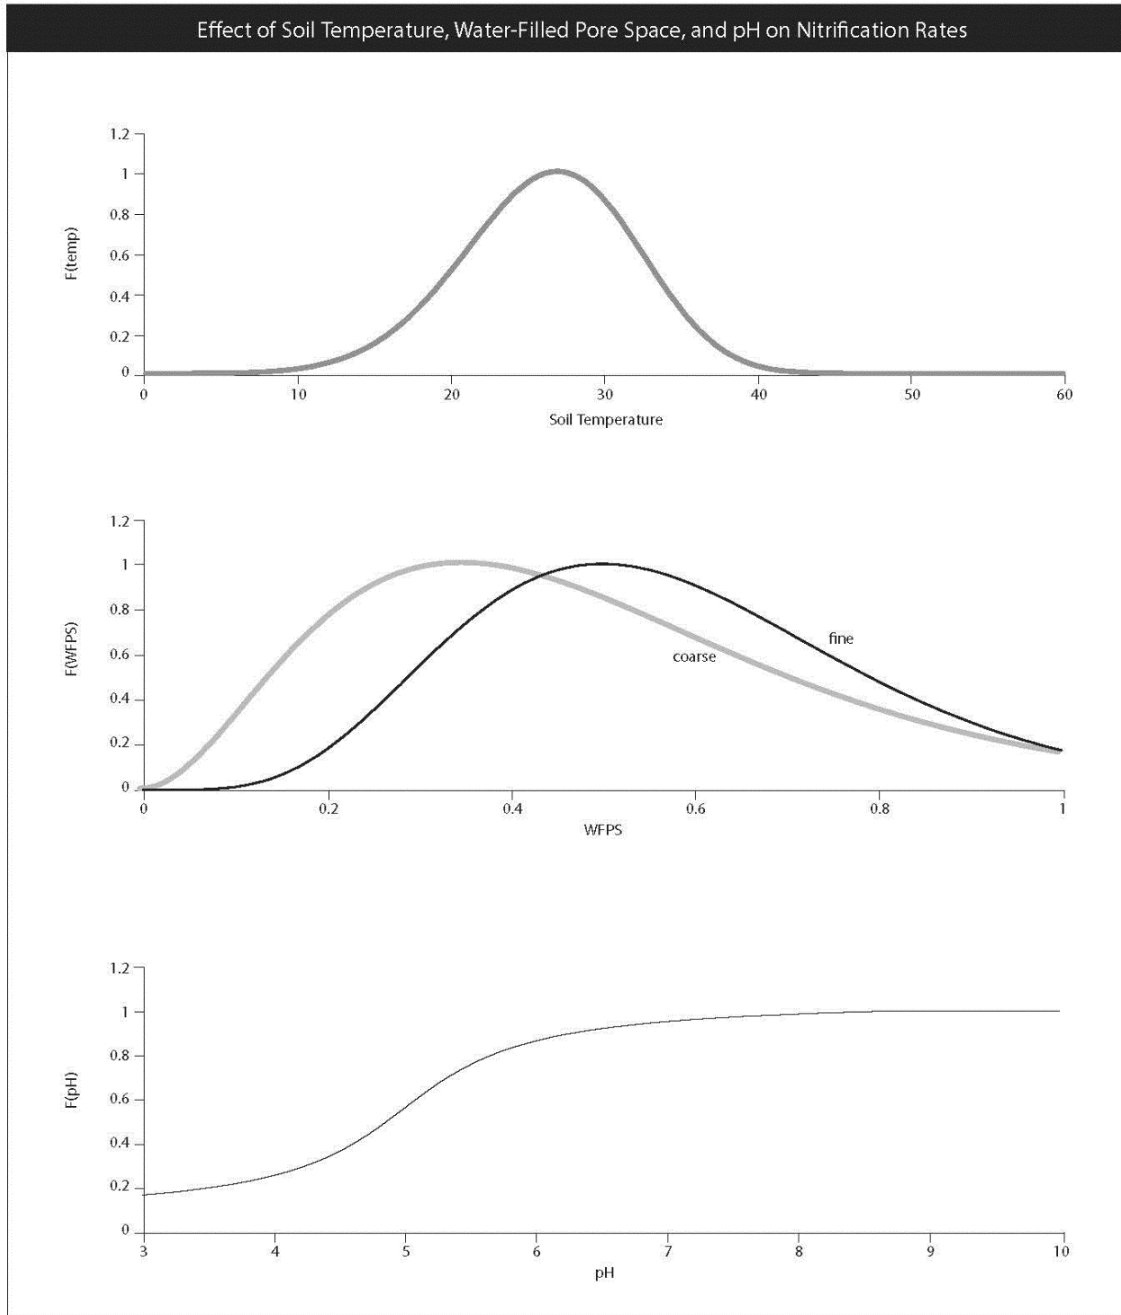 Effect of Soil Temperature, Water-Filled Pore Space, and pH on Nitrification Rates
1.2
1
0.8
0.6
0.4
0.2
0
F(temp)
0 10 20 30 40 50 60
Soil Temperature
1.2
1
0.8
0.6
0.4
0.2
0
F(WFPS)
fine
coarse
0 0.2 0.4 0.6 0.8 1
WFPS
1.2
1
0.8
0.6
0.4
0.2
0
F(pH)
3 4 5 6 7 8 9 10
pH